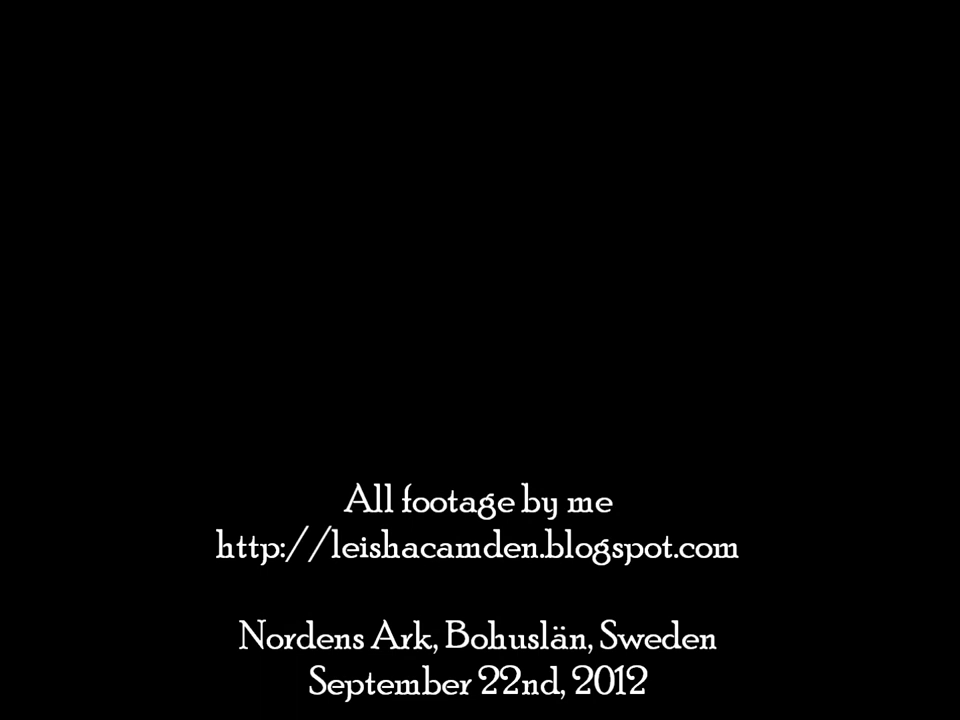 All footage by me
http://leishacamden.blogspot.com
Nordens Ark, Bohuslän, Sweden
September 22nd, 2012